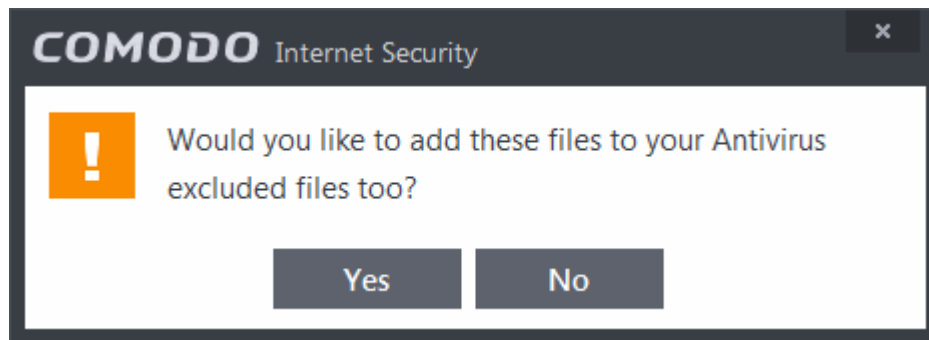 COMODO Internet Security
Would you like to add these files to your Antivirus
excluded files too?
Yes No